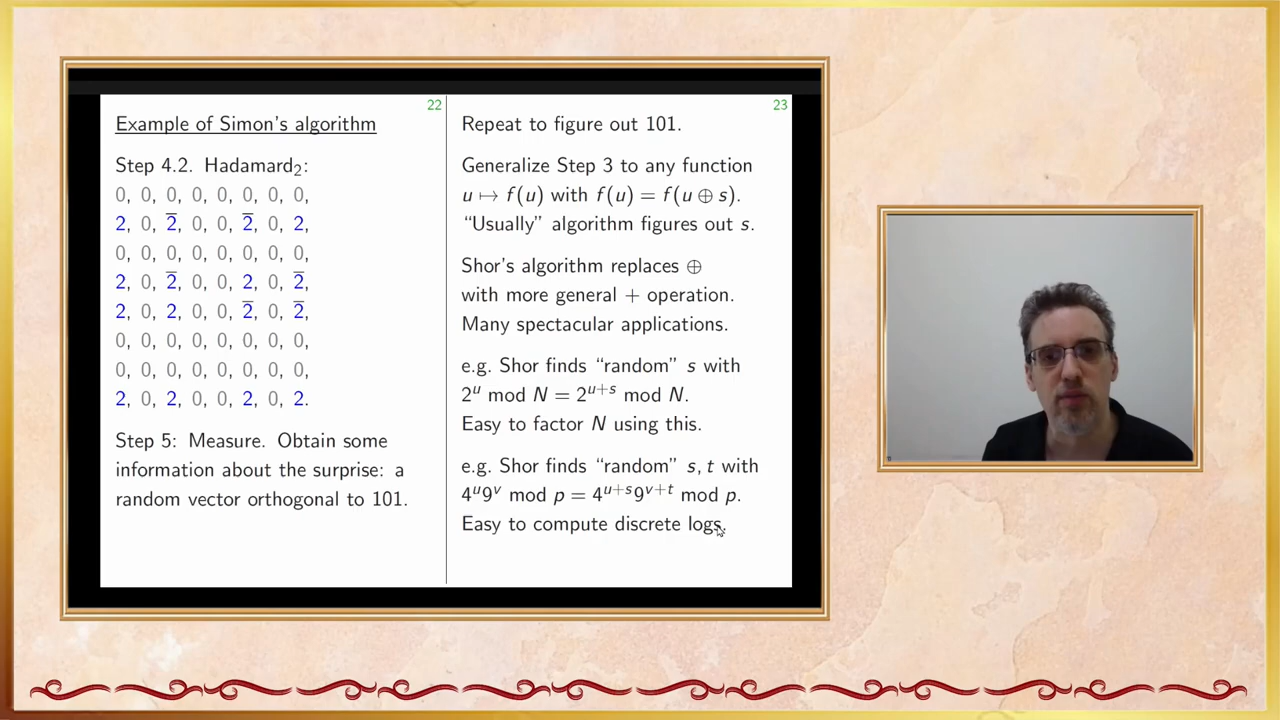 22
Example of Simon's algorithm
Step 4.2. Hadamard₂:
0, 0, 0, 0, 0, 0, 0, 0,
2, 0, 2̅, 0, 0, 2̅, 0, 2,
0, 0, 0, 0, 0, 0, 0, 0,
2, 0, 2̅, 0, 0, 2, 0, 2̅,
2, 0, 2, 0, 0, 2̅, 0, 2̅,
0, 0, 0, 0, 0, 0, 0, 0,
0, 0, 0, 0, 0, 0, 0, 0,
2, 0, 2, 0, 0, 2, 0, 2.
Step 5: Measure. Obtain some
information about the surprise: a
random vector orthogonal to 101.
23
Repeat to figure out 101.
Generalize Step 3 to any function
u ↦ f(u) with f(u) = f(u ⊕ s).
“Usually” algorithm figures out s.
Shor's algorithm replaces ⊕
with more general + operation.
Many spectacular applications.
e.g. Shor finds “random” s with
2ᵘ mod N = 2ᵘ⁺ˢ mod N.
Easy to factor N using this.
e.g. Shor finds “random” s, t with
4ᵘ9ᵛ mod p = 4ᵘ⁺ˢ9ᵛ⁺ᵗ mod p.
Easy to compute discrete logs.